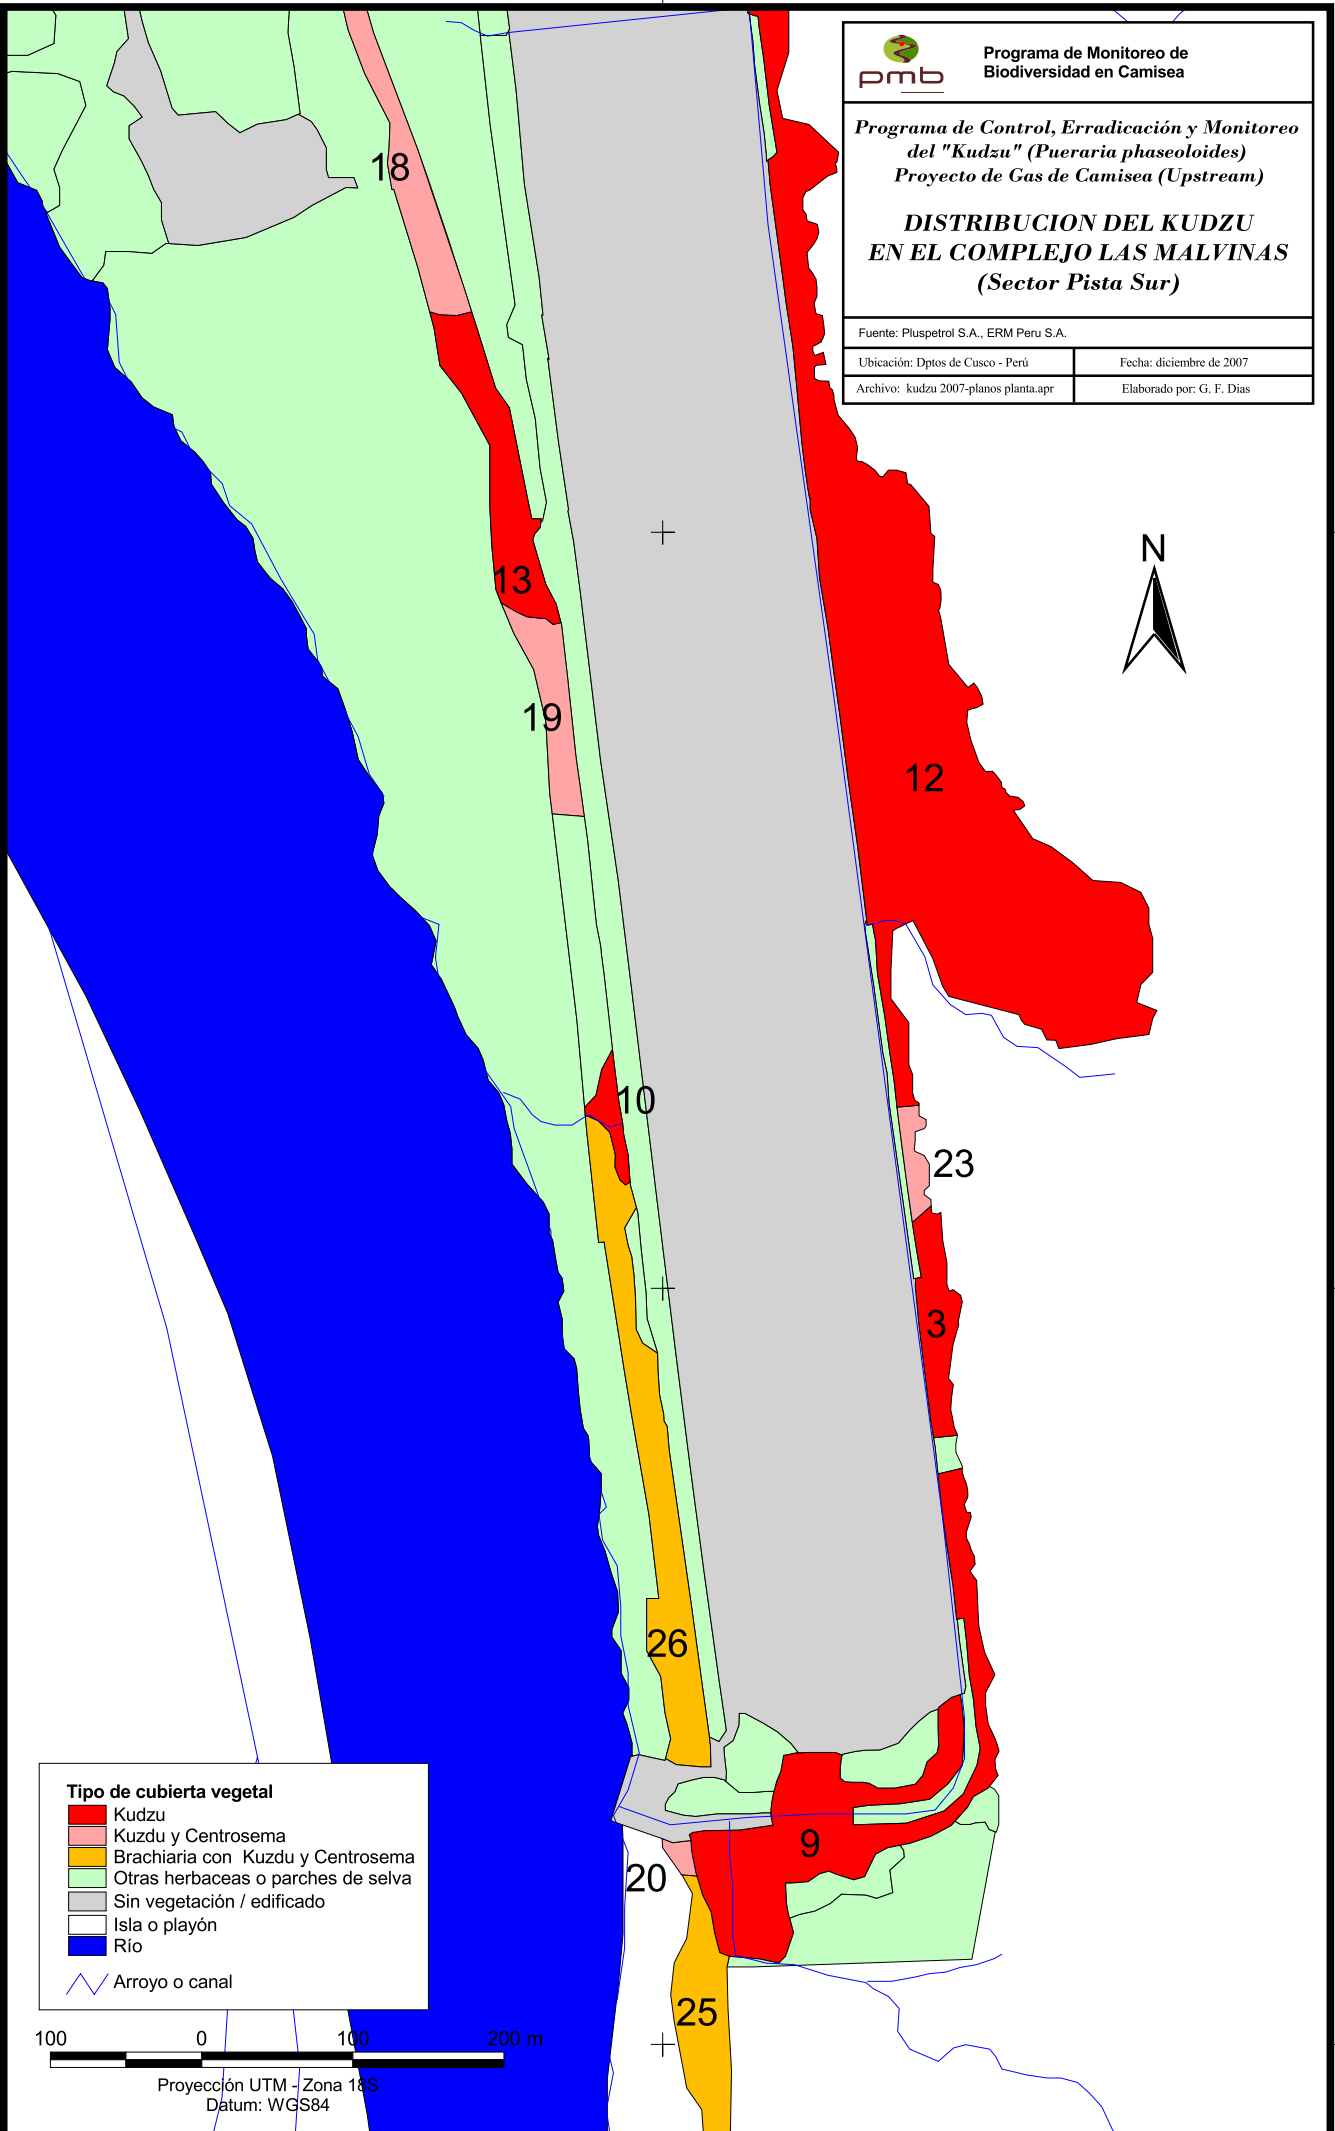 pmb
Programa de Monitoreo de
Biodiversidad en Camisea
Programa de Control, Erradicación y Monitoreo
del "Kudzu" (Pueraria phaseoloides)
Proyecto de Gas de Camisea (Upstream)
DISTRIBUCION DEL KUDZU
EN EL COMPLEJO LAS MALVINAS
(Sector Pista Sur)
Fuente: Pluspetrol S.A., ERM Peru S.A.
Ubicación: Dptos de Cusco - Perú
Fecha: diciembre de 2007
Archivo: kudzu 2007-planos planta.apr
Elaborado por: G. F. Dias
18
N
13
19
12
10
23
3
26
9
20
25
Tipo de cubierta vegetal
Kudzu
Kuzdu y Centrosema
Brachiaria con Kuzdu y Centrosema
Otras herbaceas o parches de selva
Sin vegetación / edificado
Isla o playón
Río
Arroyo o canal
100 0 100 200 m
Proyección UTM - Zona 18S
Datum: WGS84